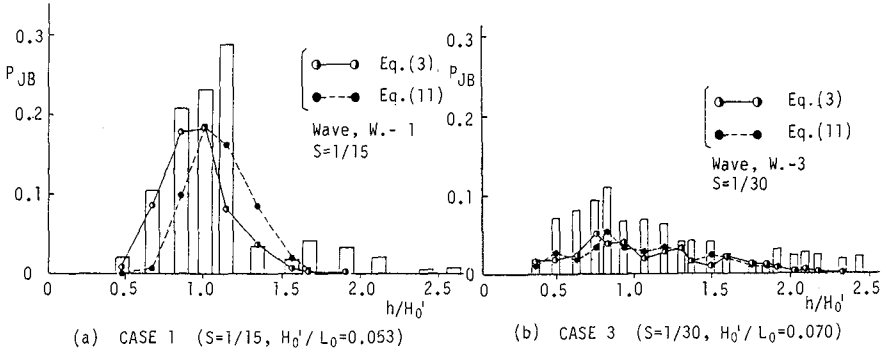 0.3
P_JB
0.2
0.1
0
0.5
1.0
1.5
2.0
2.5
h/H₀'
Eq.(3)
Eq.(11)
Wave, W.- 1
S=1/15
(a) CASE 1 (S=1/15, H₀'/L₀=0.053)
0.3
P_JB
0.2
0.1
0
0.5
1.0
1.5
2.0
2.5
h/H₀'
Eq.(3)
Eq.(11)
Wave, W.-3
S=1/30
(b) CASE 3 (S=1/30, H₀'/L₀=0.070)